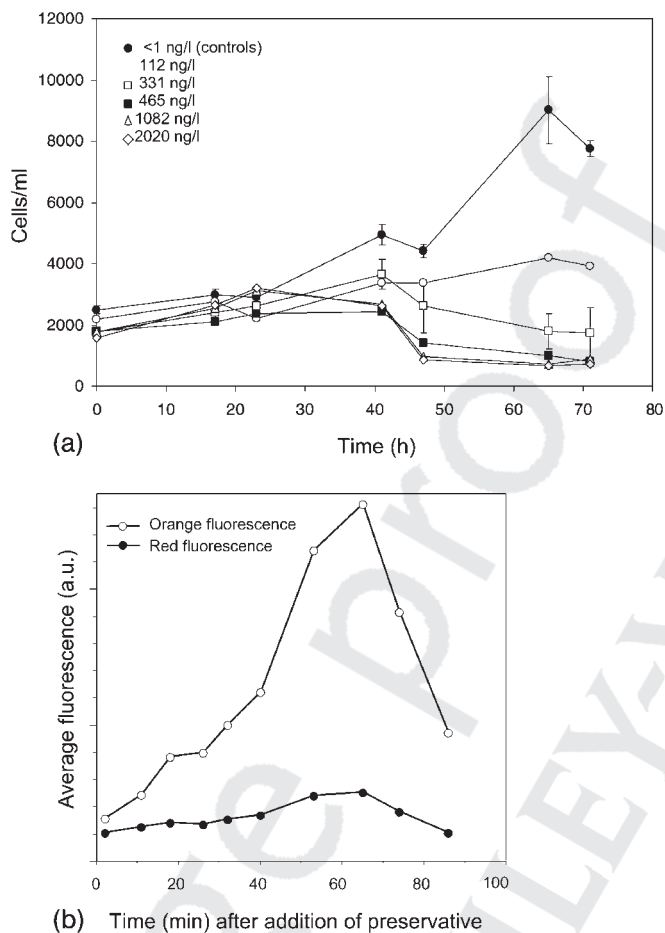 12000
10000
8000
6000
4000
2000
0
Cells/ml
<1 ng/l (controls)
112 ng/l
331 ng/l
465 ng/l
1082 ng/l
2020 ng/l
0 10 20 30 40 50 60 70 80
(a) Time (h)
Orange fluorescence
Red fluorescence
Average fluorescence (a.u.)
0 20 40 60 80 100
(b) Time (min) after addition of preservative